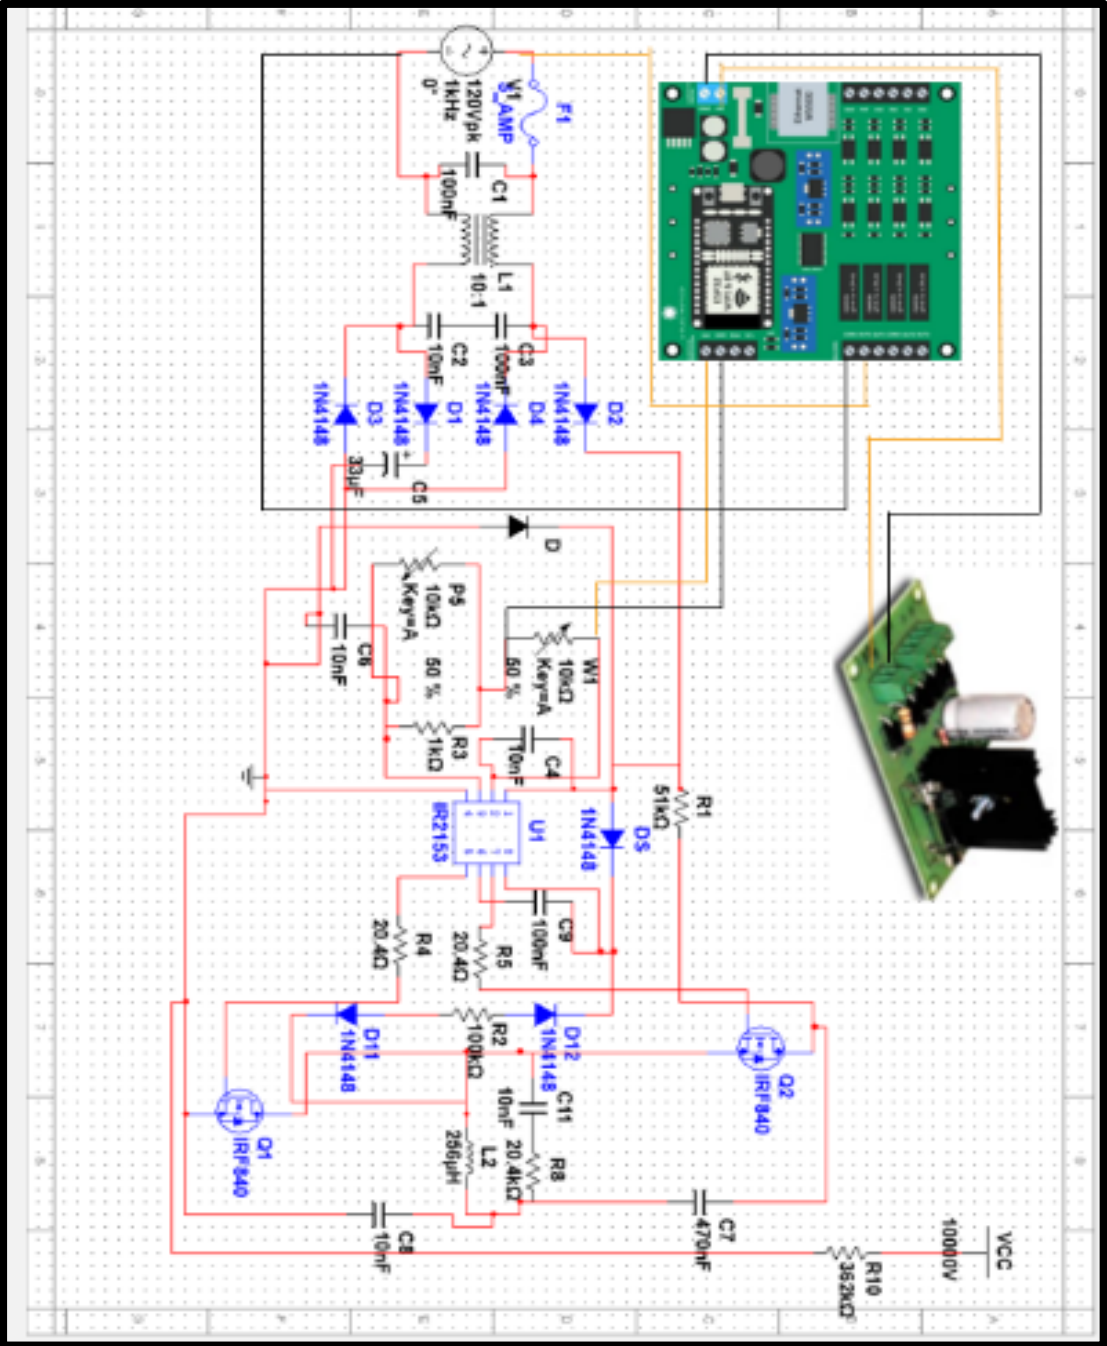 V1
120Vpk
1kHz
0°
F1
5_AMP
C1
100nF
L1
10:1
C2
10nF
C3
100nF
D3
1N4148
D1
1N4148
D4
1N4148
D2
1N4148
C5
33µF
D
P5
10kΩ
Key=A
50 %
W1
10kΩ
Key=A
50 %
C6
10nF
R3
1kΩ
C4
10nF
R1
51kΩ
U1
IR2153
DS
1N4148
R4
20.4Ω
R5
20.4Ω
C9
100nF
D11
1N4148
R2
100kΩ
D12
1N4148
Q2
IRF840
C11
10nF
Q1
IRF840
L2
256µH
R8
20.4kΩ
C8
10nF
C7
470nF
R10
362kΩ
VCC
10000V